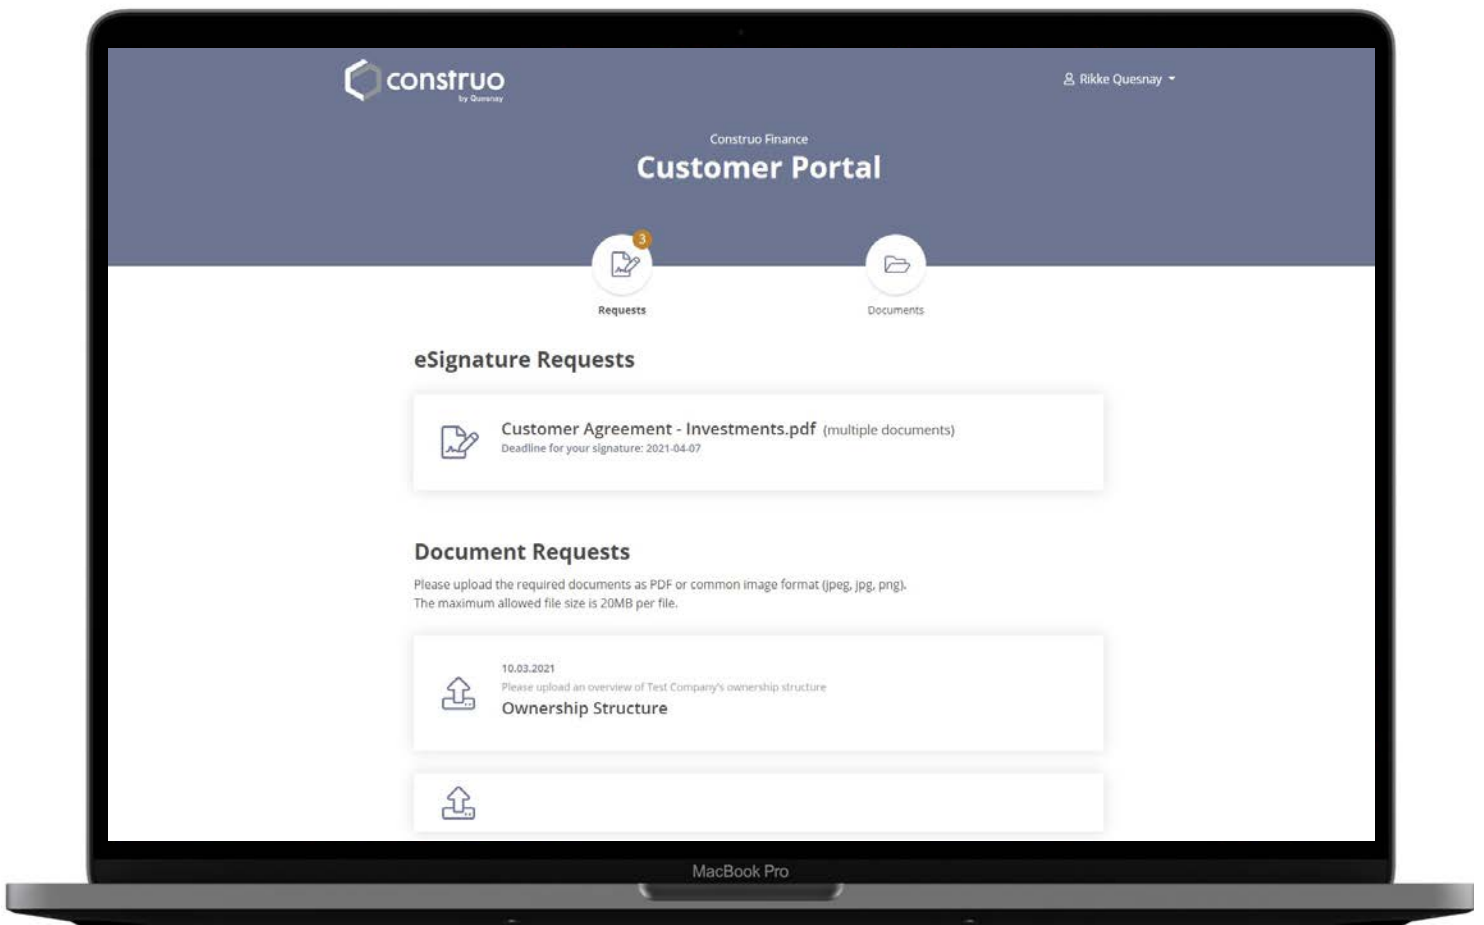 construo
by Quesnay
Rikke Quesnay
Construo Finance
Customer Portal
3
Requests
Documents
eSignature Requests
Customer Agreement - Investments.pdf (multiple documents)
Deadline for your signature: 2021-04-07
Document Requests
Please upload the required documents as PDF or common image format (jpeg, jpg, png).
The maximum allowed file size is 20MB per file.
10.03.2021
Please upload an overview of Test Company's ownership structure
Ownership Structure
MacBook Pro